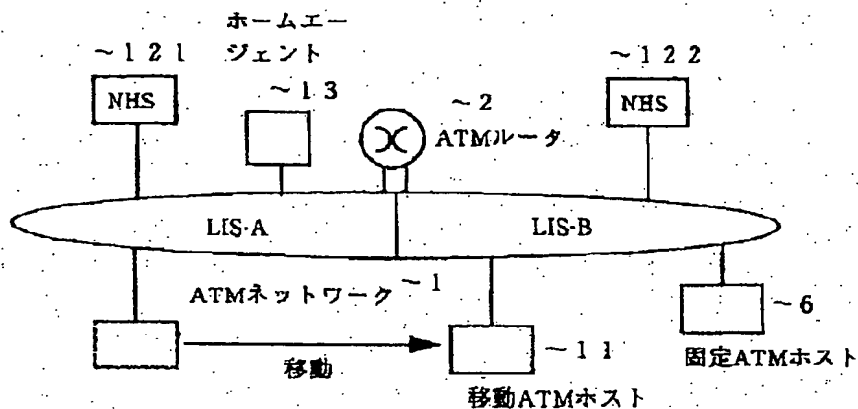 ホームエー
ジェント
~121
~13
~122
NHS
~2
ATMルータ
NHS
LIS-A
LIS-B
ATMネットワーク
~1
~6
固定ATMホスト
移動
~11
移動ATMホスト